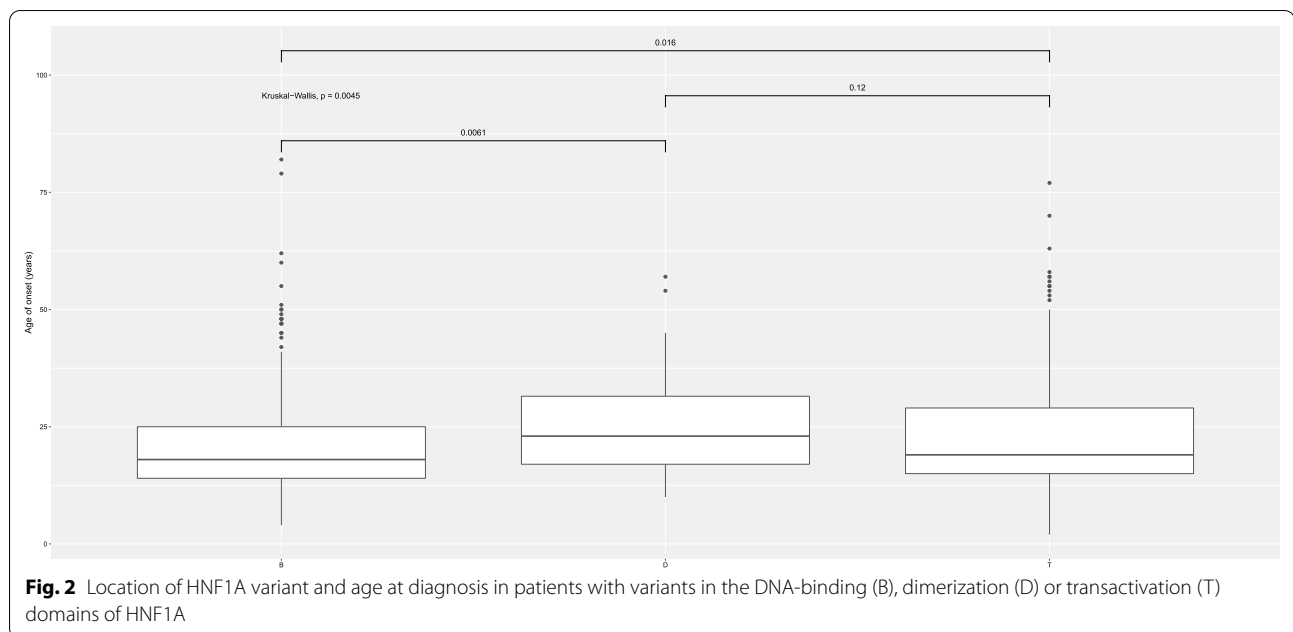 0.016
100
Kruskal−Wallis, p = 0.0045
0.12
0.0061
75
Age of onset (years)
50
25
0
B
D
T
Fig. 2 Location of HNF1A variant and age at diagnosis in patients with variants in the DNA-binding (B), dimerization (D) or transactivation (T)
domains of HNF1A